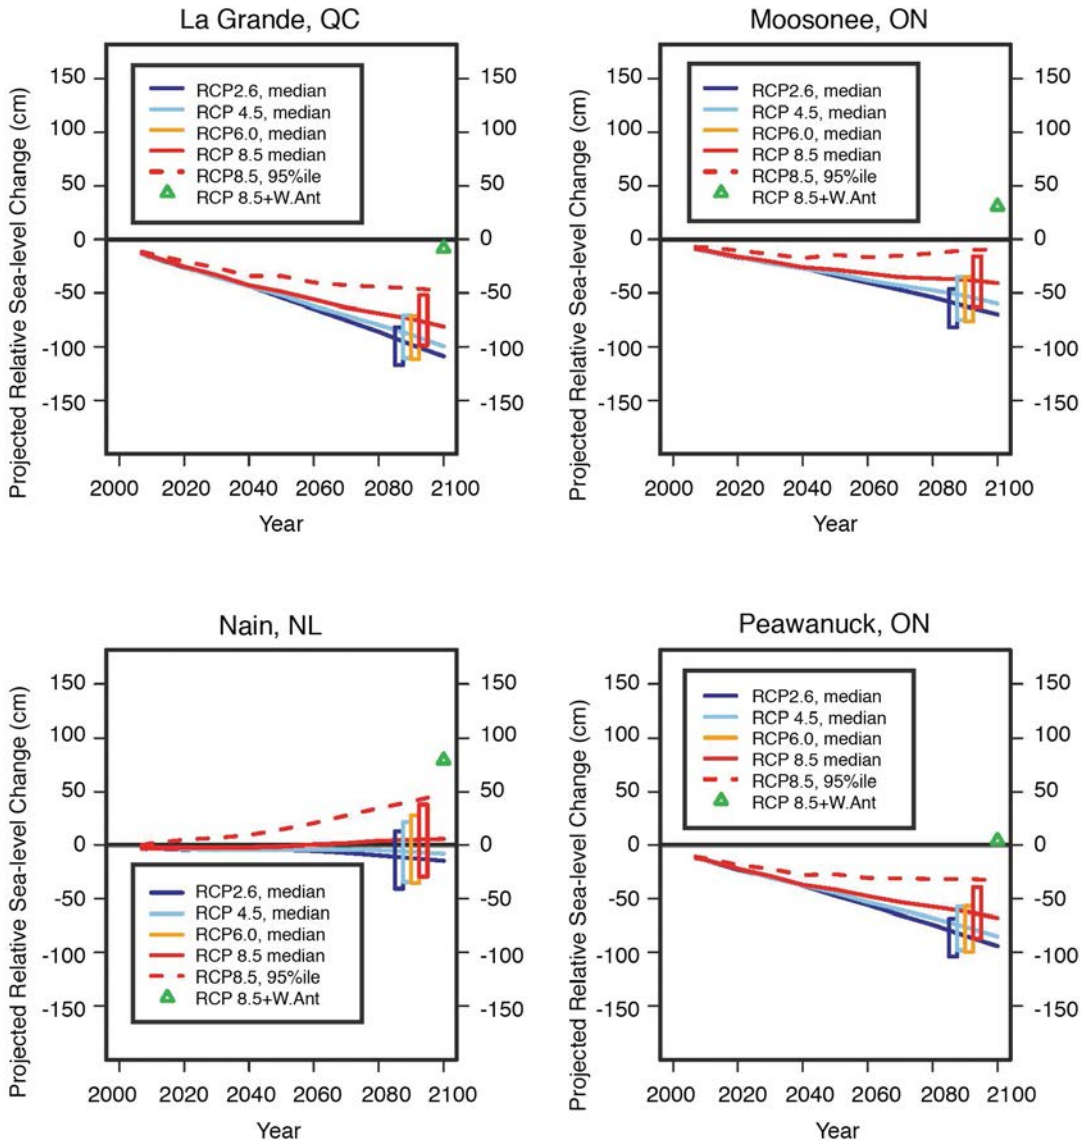 La Grande, QC
Projected Relative Sea-level Change (cm)
150
100
50
0
-50
-100
-150
RCP2.6, median
RCP 4.5, median
RCP6.0, median
RCP 8.5 median
RCP8.5, 95%ile
RCP 8.5+W.Ant
150
100
50
0
-50
-100
-150
2000 2020 2040 2060 2080 2100
Year
Moosonee, ON
Projected Relative Sea-level Change (cm)
150
100
50
0
-50
-100
-150
RCP2.6, median
RCP 4.5, median
RCP6.0, median
RCP 8.5 median
RCP8.5, 95%ile
RCP 8.5+W.Ant
150
100
50
0
-50
-100
-150
2000 2020 2040 2060 2080 2100
Year
Nain, NL
Projected Relative Sea-level Change (cm)
150
100
50
0
-50
-100
-150
RCP2.6, median
RCP 4.5, median
RCP6.0, median
RCP 8.5 median
RCP8.5, 95%ile
RCP 8.5+W.Ant
150
100
50
0
-50
-100
-150
2000 2020 2040 2060 2080 2100
Year
Peawanuck, ON
Projected Relative Sea-level Change (cm)
150
100
50
0
-50
-100
-150
RCP2.6, median
RCP 4.5, median
RCP6.0, median
RCP 8.5 median
RCP8.5, 95%ile
RCP 8.5+W.Ant
150
100
50
0
-50
-100
-150
2000 2020 2040 2060 2080 2100
Year